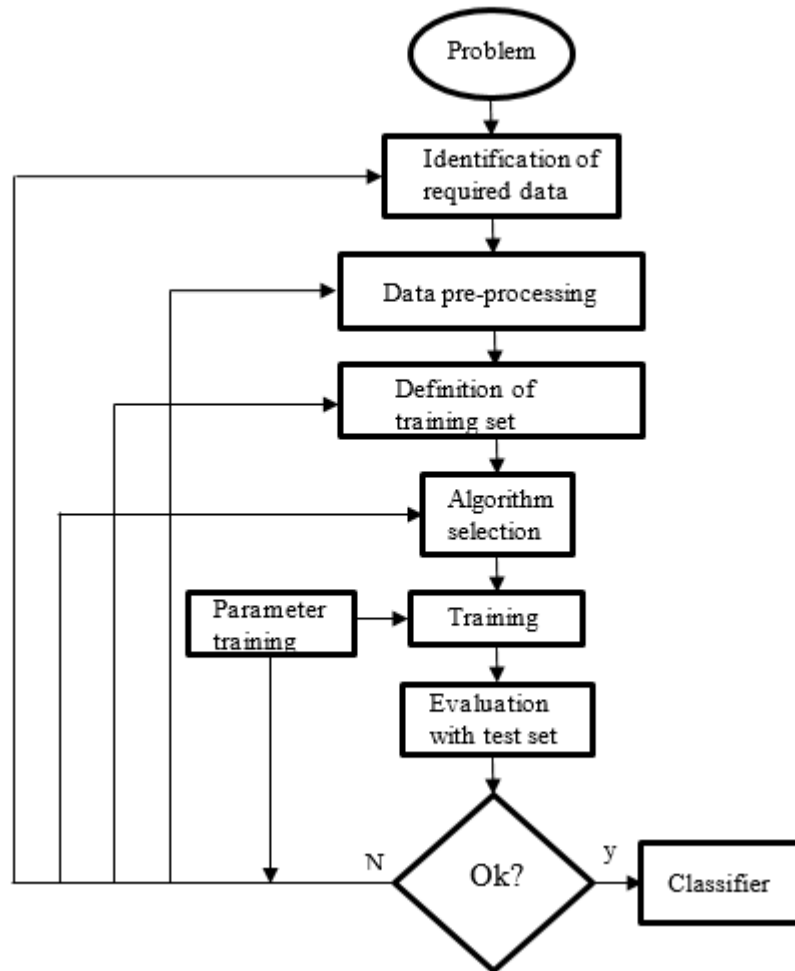 Problem
Identification of
required data
Data pre-processing
Definition of
training set
Algorithm
selection
Parameter
training
Training
Evaluation
with test set
N
Ok?
y
Classifier